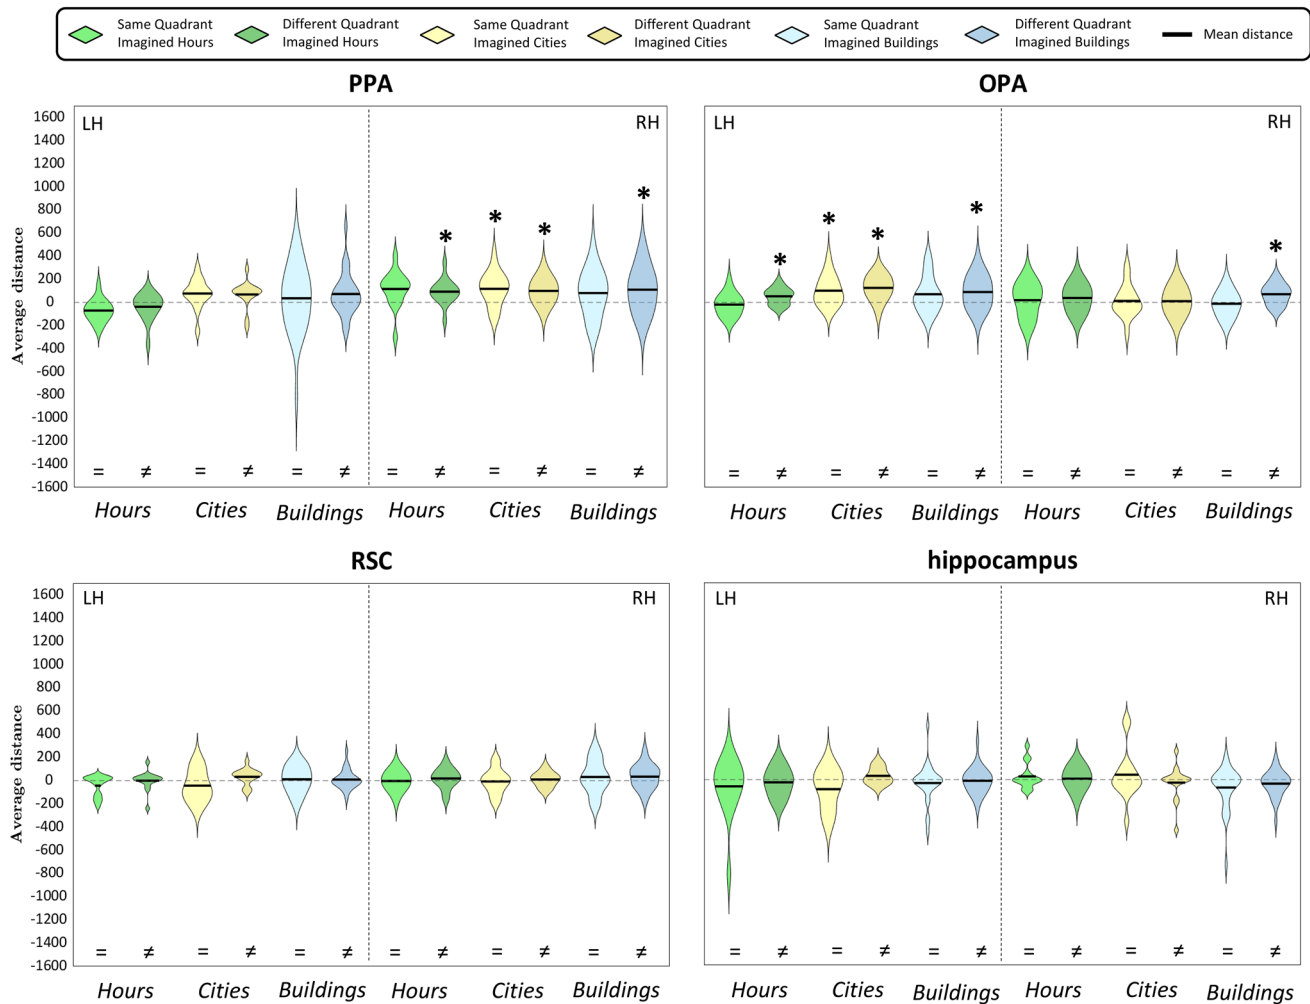 Same Quadrant Imagined Hours
Different Quadrant Imagined Hours
Same Quadrant Imagined Cities
Different Quadrant Imagined Cities
Same Quadrant Imagined Buildings
Different Quadrant Imagined Buildings
Mean distance
PPA
Average distance
1600
1400
1200
1000
800
600
400
200
0
-200
-400
-600
-800
-1000
-1200
-1400
-1600
LH
RH
* * * *
= ≠ = ≠ = ≠ = ≠ = ≠ = ≠
Hours Cities Buildings Hours Cities Buildings
OPA
LH
RH
* * * * *
= ≠ = ≠ = ≠ = ≠ = ≠ = ≠
Hours Cities Buildings Hours Cities Buildings
RSC
Average distance
1600
1400
1200
1000
800
600
400
200
0
-200
-400
-600
-800
-1000
-1200
-1400
-1600
LH
RH
= ≠ = ≠ = ≠ = ≠ = ≠ = ≠
Hours Cities Buildings Hours Cities Buildings
hippocampus
LH
RH
= ≠ = ≠ = ≠ = ≠ = ≠ = ≠
Hours Cities Buildings Hours Cities Buildings